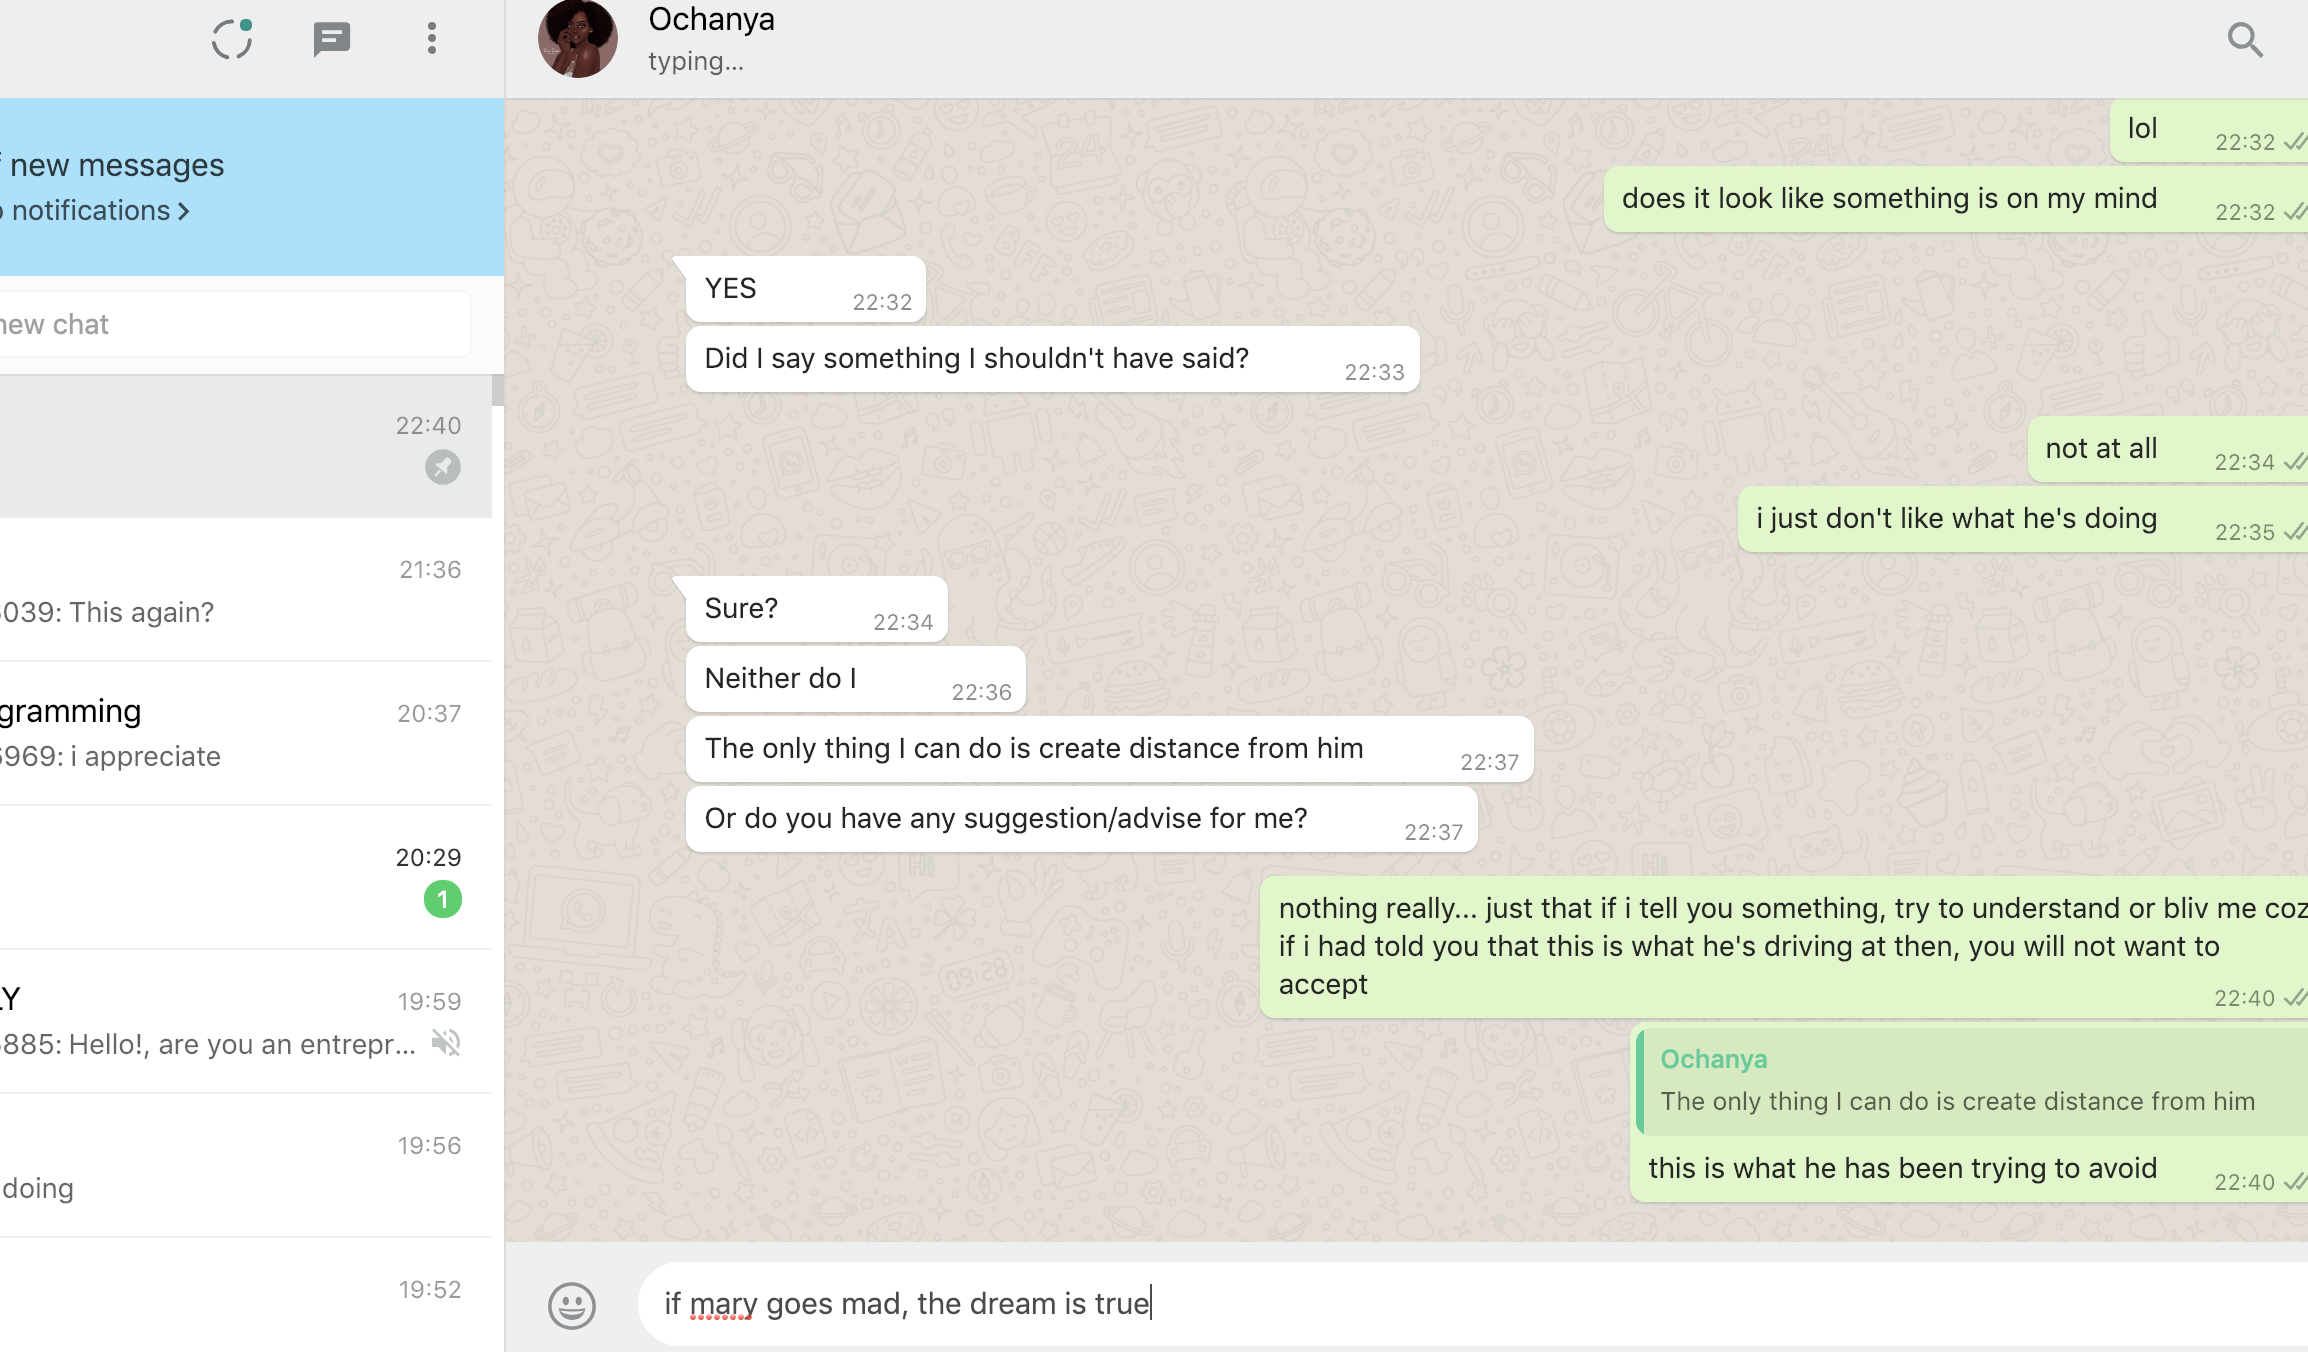 new messages
notifications >
new chat
22:40
21:36
6039: This again?
gramming
20:37
6969: i appreciate
20:29
1
LY
19:59
5885: Hello!, are you an entrepr...
19:56
doing
19:52
Ochanya
typing...
lol
22:32
does it look like something is on my mind
22:32
YES
22:32
Did I say something I shouldn't have said?
22:33
not at all
22:34
i just don't like what he's doing
22:35
Sure?
22:34
Neither do I
22:36
The only thing I can do is create distance from him
22:37
Or do you have any suggestion/advise for me?
22:37
nothing really... just that if i tell you something, try to understand or bliv me coz
if i had told you that this is what he's driving at then, you will not want to
accept
22:40
Ochanya
The only thing I can do is create distance from him
this is what he has been trying to avoid
22:40
if mary goes mad, the dream is true